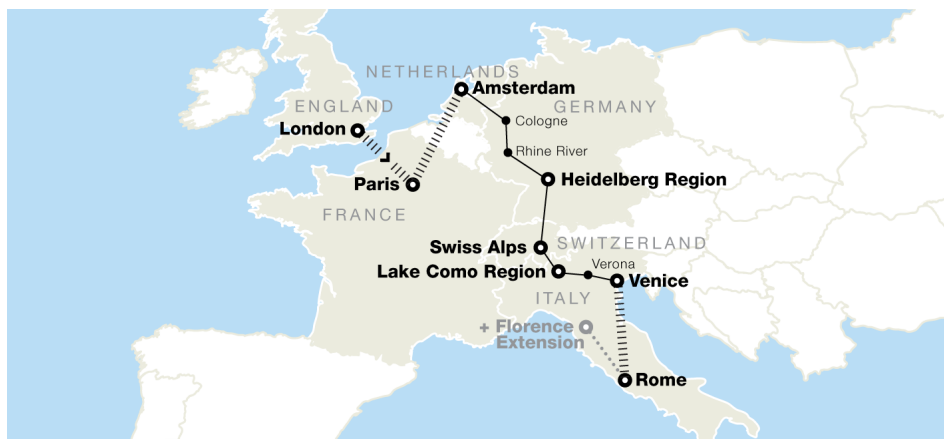 NETHERLANDS
Amsterdam
ENGLAND
GERMANY
London
Cologne
Rhine River
Paris
Heidelberg Region
FRANCE
Swiss Alps
SWITZERLAND
Lake Como Region
Verona
Venice
ITALY
+ Florence
Extension
Rome